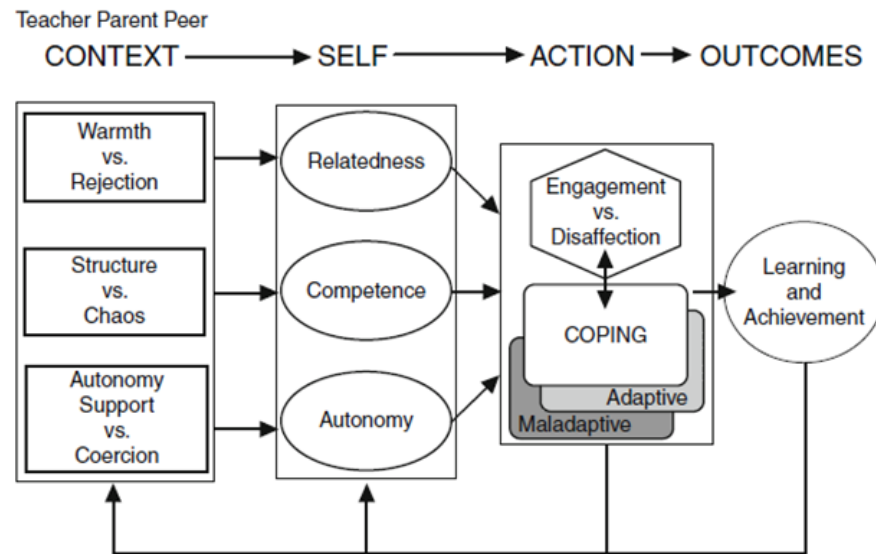 Teacher Parent Peer
CONTEXT SELF ACTION OUTCOMES
Warmth
vs.
Rejection
Relatedness
Engagement
vs.
Disaffection
Structure
vs.
Chaos
Competence
COPING
Adaptive
Maladaptive
Learning
and
Achievement
Autonomy
Support
vs.
Coercion
Autonomy